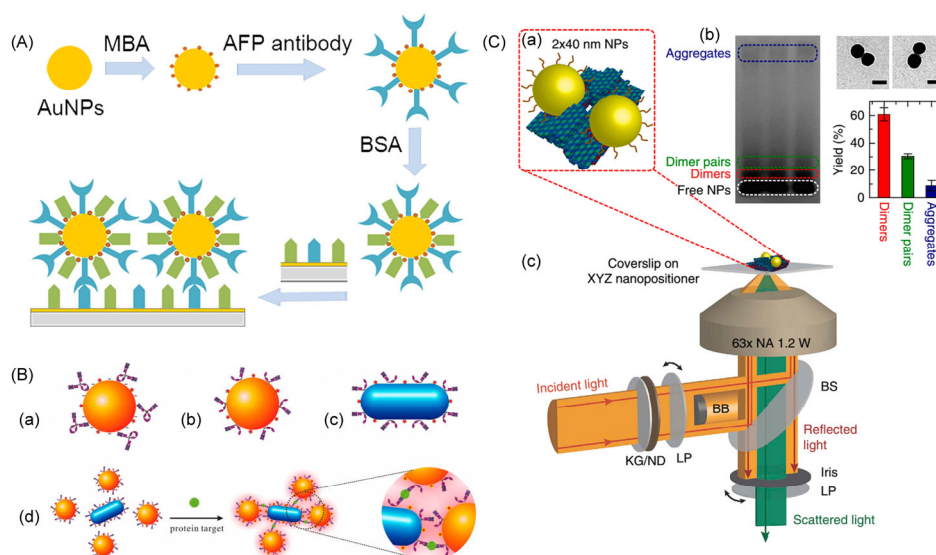 (A)
MBA
AFP antibody
AuNPs
BSA
(B)
(a)
(b)
(c)
(d)
protein target
(C)
(a)
2x40 nm NPs
(b)
Aggregates
Dimer pairs
Dimers
Free NPs
Yield (%)
60
40
20
0
Dimers
Dimer pairs
Aggregates
(c)
Coverslip on
XYZ nanopositioner
63x NA 1.2 W
Incident light
BS
BB
Reflected
light
KG/ND
LP
Iris
LP
Scattered light